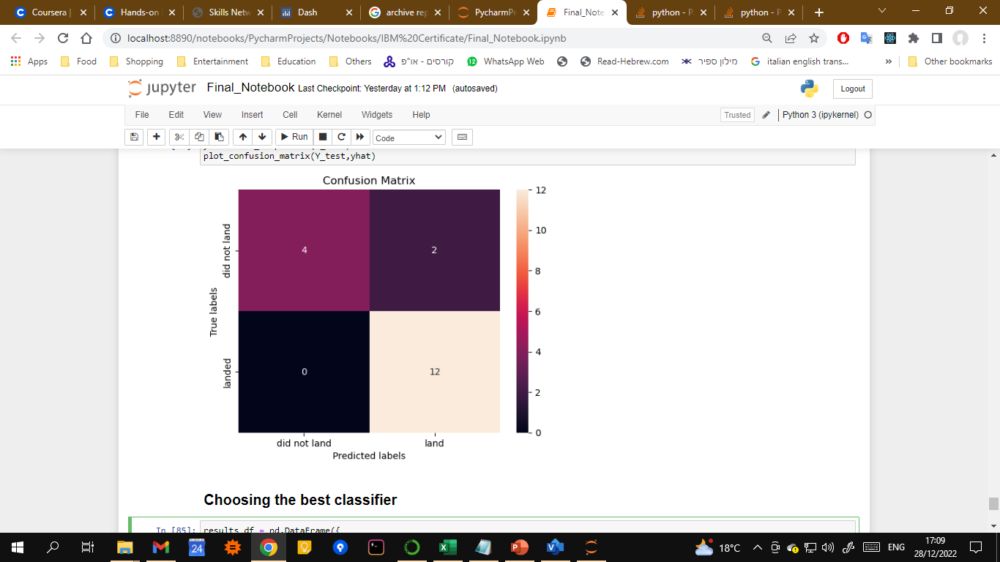 Coursera |
Hands-on
Skills Netw
Dash
archive rep
PycharmPr
Final_Note
python - P
python - P
localhost:8890/notebooks/PycharmProjects/Notebooks/IBM%20Certificate/Final_Notebook.ipynb
Apps Food Shopping Entertainment Education Others קורסים - או"פ 12 WhatsApp Web Read-Hebrew.com מילון ספיר italian english trans... » Other bookmarks
jupyter Final_Notebook Last Checkpoint: Yesterday at 1:12 PM (autosaved) Logout
File Edit View Insert Cell Kernel Widgets Help Trusted Python 3 (ipykernel)
Run Code
plot_confusion_matrix(Y_test,yhat)
Confusion Matrix
did not land
landed
True labels
4 2
0 12
did not land land
Predicted labels
12
10
8
6
4
2
0
Choosing the best classifier
In [85]: results_df = pd.DataFrame({
24
18°C ENG 17:09
28/12/2022